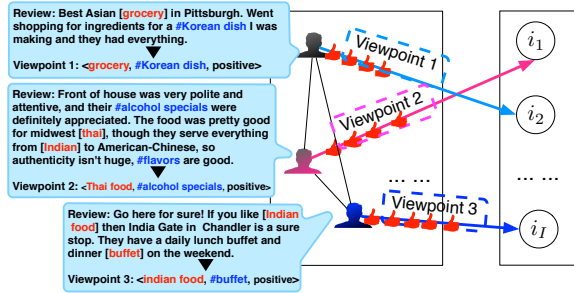 Review: Best Asian [grocery] in Pittsburgh. Went
shopping for ingredients for a #Korean dish I was
making and they had everything.
Viewpoint 1: <grocery, #Korean dish, positive>
Review: Front of house was very polite and
attentive, and their #alcohol specials were
definitely appreciated. The food was pretty good
for midwest [thai], though they serve everything
from [Indian] to American-Chinese, so
authenticity isn't huge, #flavors are good.
Viewpoint 2: <Thai food, #alcohol specials, positive>
Review: Go here for sure! If you like [Indian
food] then India Gate in Chandler is a sure
stop. They have a daily lunch buffet and
dinner [buffet] on the weekend.
Viewpoint 3: <indian food, #buffet, positive>
Viewpoint 1
Viewpoint 2
... ...
Viewpoint 3
i1
i2
... ...
iI